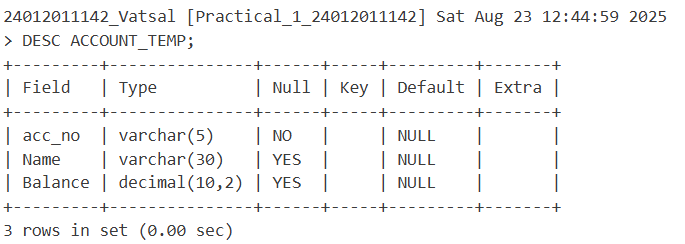 24012011142_Vatsal [Practical_1_24012011142] Sat Aug 23 12:44:59 2025
> DESC ACCOUNT_TEMP;
+---------+---------------+------+-----+---------+-------+
| Field   | Type          | Null | Key | Default | Extra |
+---------+---------------+------+-----+---------+-------+
| acc_no  | varchar(5)    | NO   |     | NULL    |       |
| Name    | varchar(30)   | YES  |     | NULL    |       |
| Balance | decimal(10,2) | YES  |     | NULL    |       |
+---------+---------------+------+-----+---------+-------+
3 rows in set (0.00 sec)